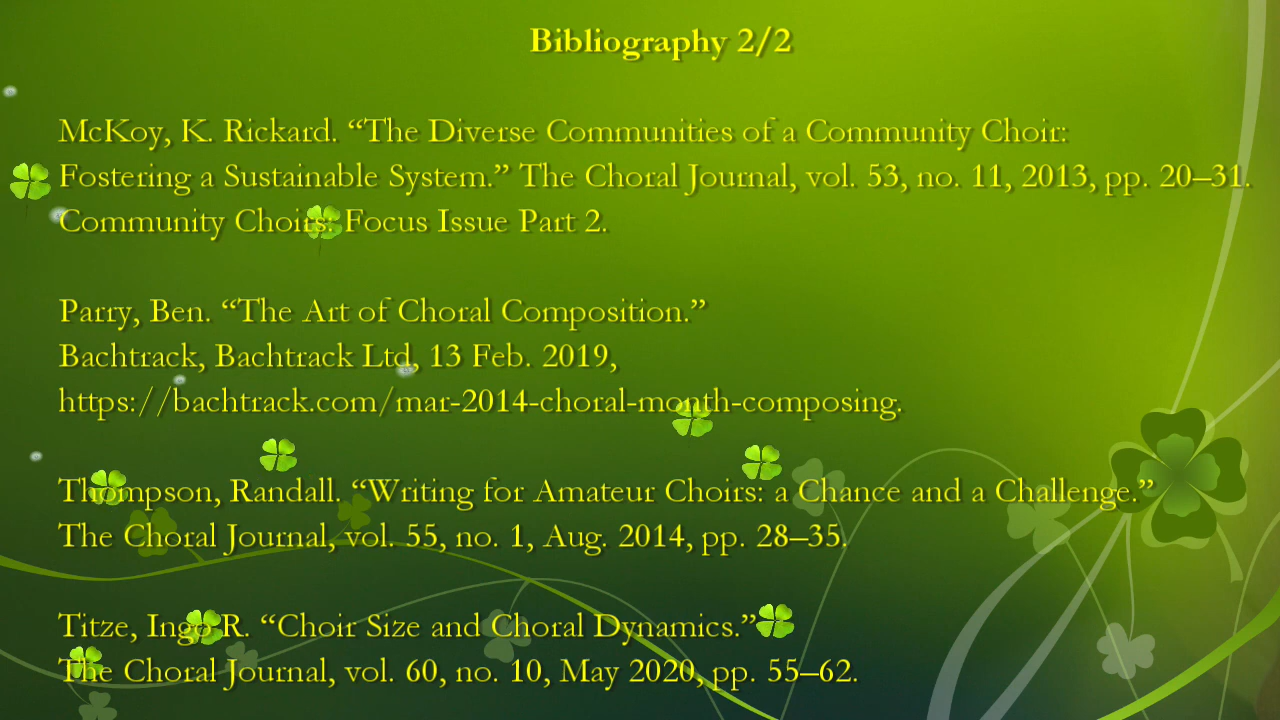 Bibliography 2/2
McKoy, K. Rickard. “The Diverse Communities of a Community Choir:
Fostering a Sustainable System.” The Choral Journal, vol. 53, no. 11, 2013, pp. 20–31.
Community Choirs: Focus Issue Part 2.
Parry, Ben. “The Art of Choral Composition.”
Bachtrack, Bachtrack Ltd, 13 Feb. 2019,
https://bachtrack.com/mar-2014-choral-month-composing.
Thompson, Randall. “Writing for Amateur Choirs: a Chance and a Challenge.”
The Choral Journal, vol. 55, no. 1, Aug. 2014, pp. 28–35.
Titze, Ingo R. “Choir Size and Choral Dynamics.”
The Choral Journal, vol. 60, no. 10, May 2020, pp. 55–62.